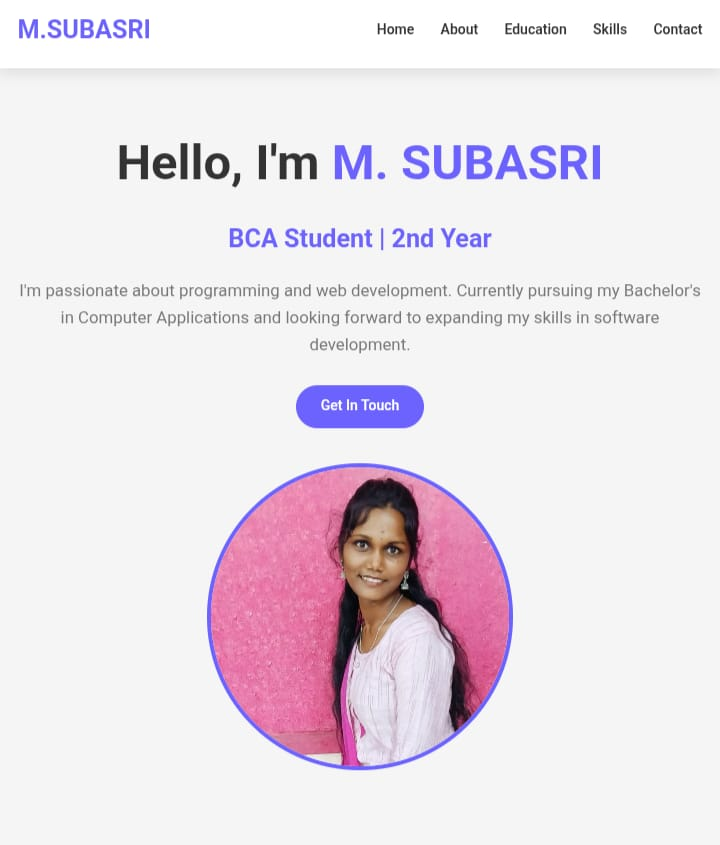 M.SUBASRI
Home About Education Skills Contact
Hello, I'm M. SUBASRI
BCA Student | 2nd Year
I'm passionate about programming and web development. Currently pursuing my Bachelor's
in Computer Applications and looking forward to expanding my skills in software
development.
Get In Touch